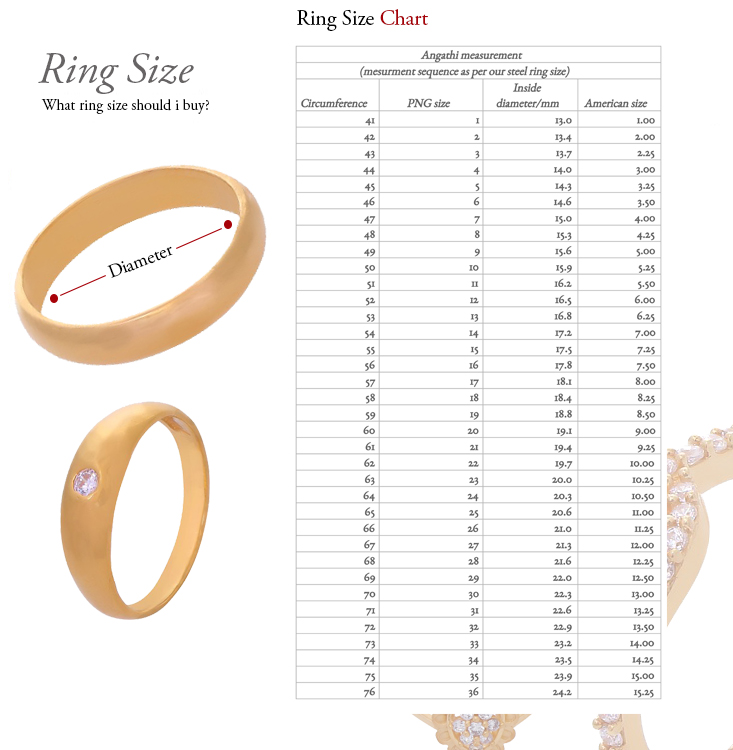 Ring Size Chart
Ring Size
What ring size should i buy?
Diameter
Angathi measurement
(mesurment sequence as per our steel ring size)
Circumference PNG size Inside diameter/mm American size
41 1 13.0 1.00
42 2 13.4 2.00
43 3 13.7 2.25
44 4 14.0 3.00
45 5 14.3 3.25
46 6 14.6 3.50
47 7 15.0 4.00
48 8 15.3 4.25
49 9 15.6 5.00
50 10 15.9 5.25
51 11 16.2 5.50
52 12 16.5 6.00
53 13 16.8 6.25
54 14 17.2 7.00
55 15 17.5 7.25
56 16 17.8 7.50
57 17 18.1 8.00
58 18 18.4 8.25
59 19 18.8 8.50
60 20 19.1 9.00
61 21 19.4 9.25
62 22 19.7 10.00
63 23 20.0 10.25
64 24 20.3 10.50
65 25 20.6 11.00
66 26 21.0 11.25
67 27 21.3 12.00
68 28 21.6 12.25
69 29 22.0 12.50
70 30 22.3 13.00
71 31 22.6 13.25
72 32 22.9 13.50
73 33 23.2 14.00
74 34 23.5 14.25
75 35 23.9 15.00
76 36 24.2 15.25